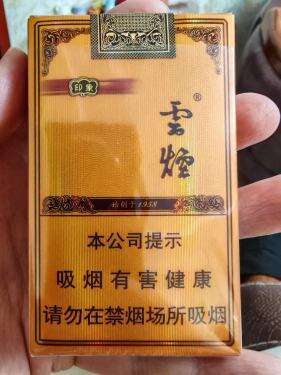 印象
雲煙
®
始创于1958
本公司提示
吸烟有害健康
请勿在禁烟场所吸烟